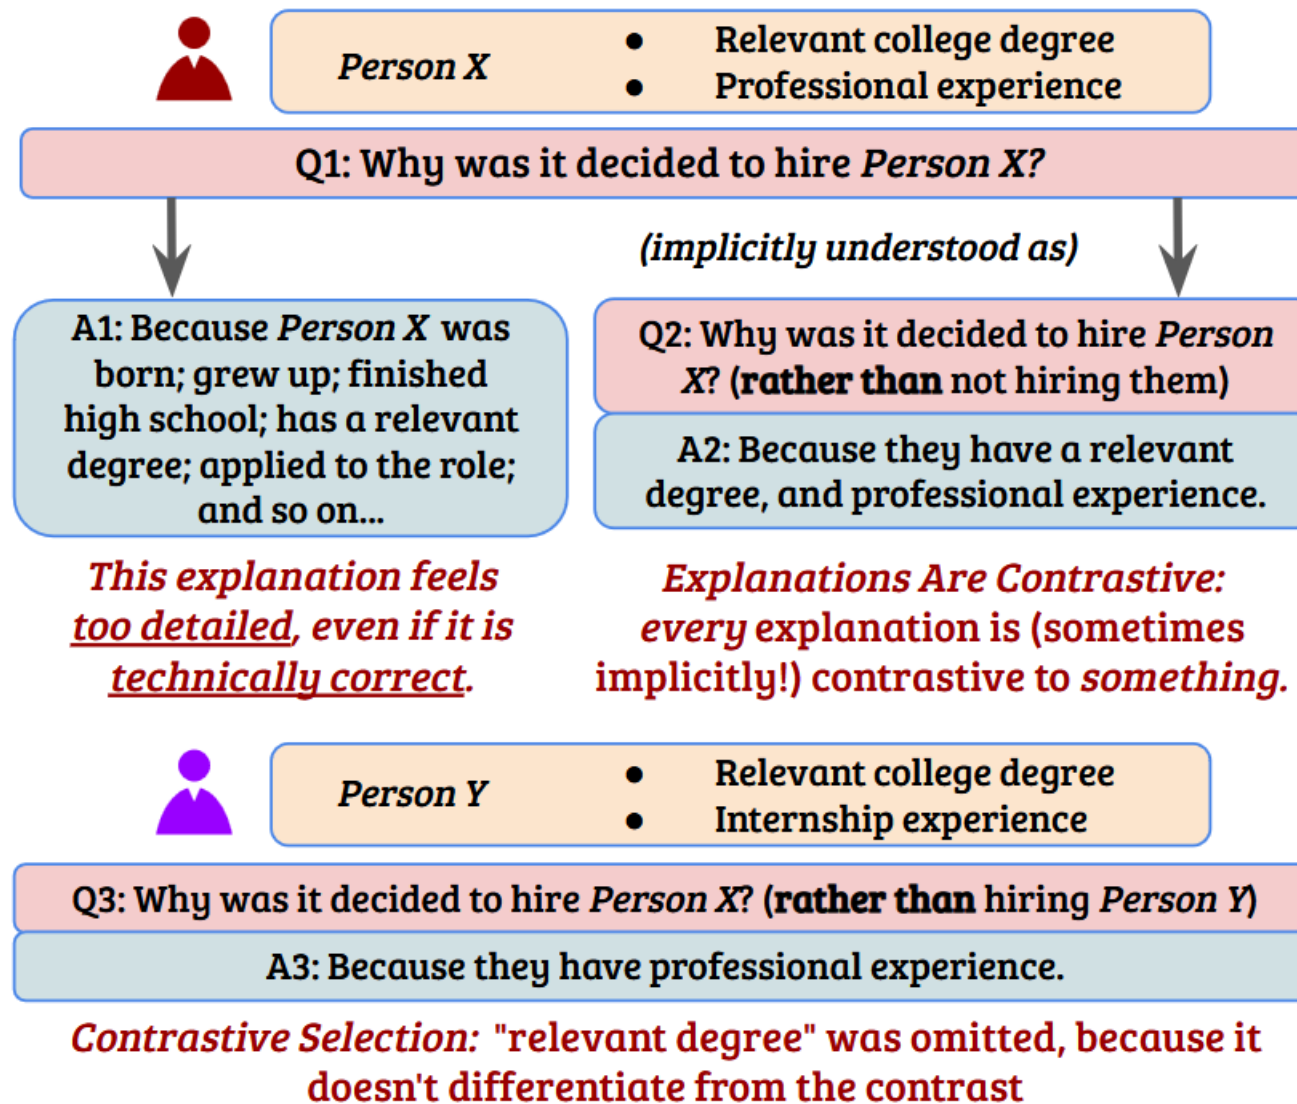 Person X
● Relevant college degree
● Professional experience
Q1: Why was it decided to hire Person X?
(implicitly understood as)
A1: Because Person X was
born; grew up; finished
high school; has a relevant
degree; applied to the role;
and so on...
Q2: Why was it decided to hire Person
X? (rather than not hiring them)
A2: Because they have a relevant
degree, and professional experience.
This explanation feels
too detailed, even if it is
technically correct.
Explanations Are Contrastive:
every explanation is (sometimes
implicitly!) contrastive to something.
Person Y
● Relevant college degree
● Internship experience
Q3: Why was it decided to hire Person X? (rather than hiring Person Y)
A3: Because they have professional experience.
Contrastive Selection: "relevant degree" was omitted, because it
doesn't differentiate from the contrast